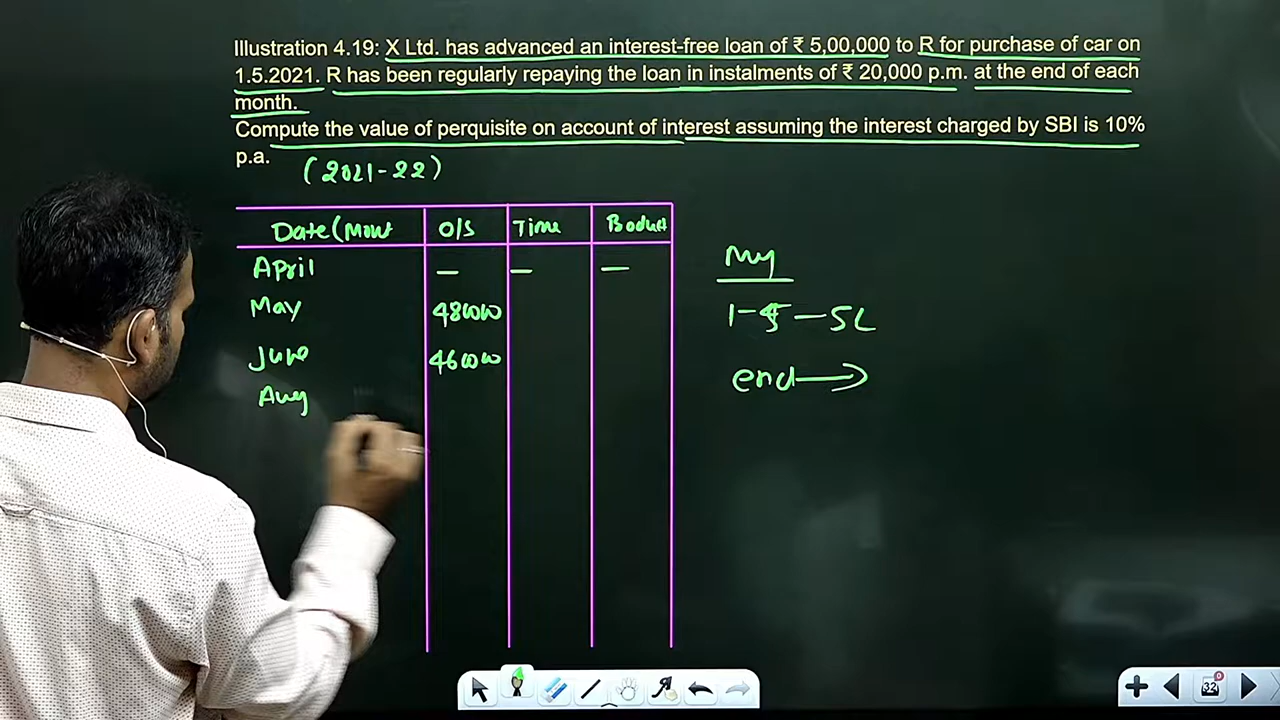 Illustration 4.19: X Ltd. has advanced an interest-free loan of ₹ 5,00,000 to R for purchase of car on
1.5.2021. R has been regularly repaying the loan in instalments of ₹ 20,000 p.m. at the end of each
month.
Compute the value of perquisite on account of interest assuming the interest charged by SBI is 10%
p.a. (2021-22)
Date(Mont O/S Time Product
April — — —
May 480000
June 460000
Aug
May
1-5-5L
end→
32